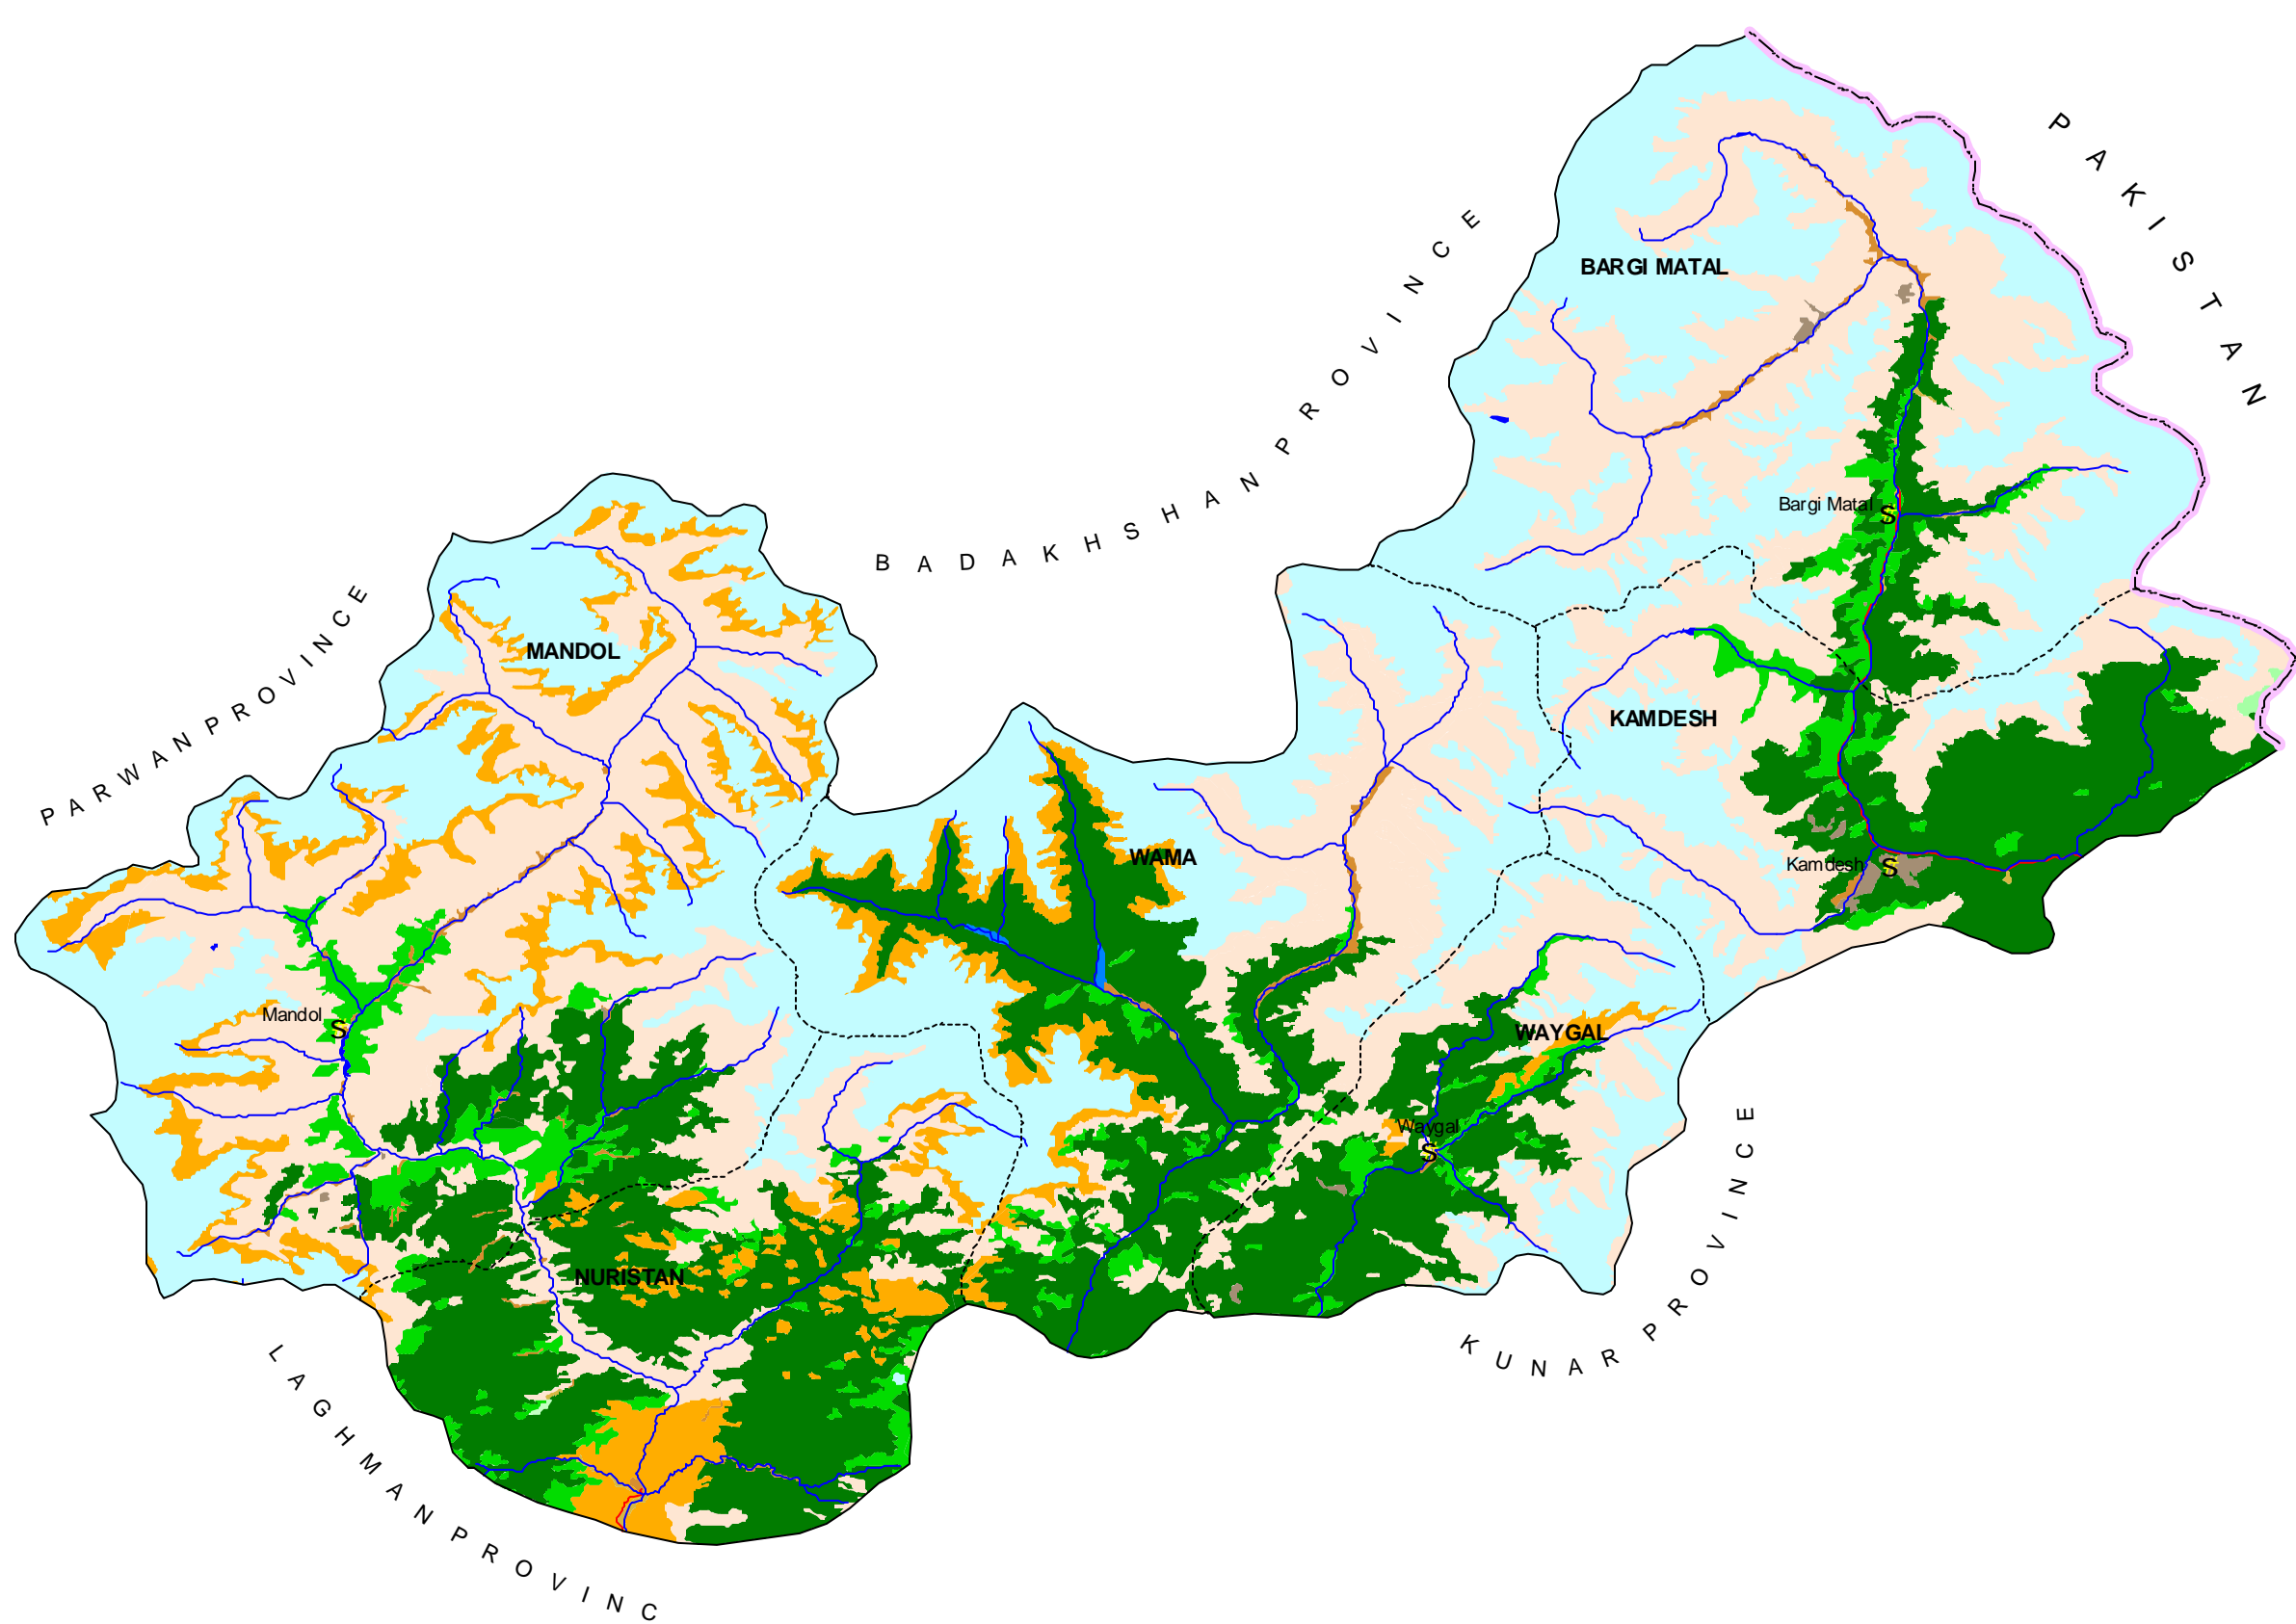 PAKISTAN
BADAKHSHAN PROVINCE
BARGI MATAL
Bargi Matal
S
PARWAN PROVINCE
MANDOL
KAMDESH
WAMA
Kamdesh
S
Mandol
S
WAYGAL
Waygal
S
NURISTAN
KUNAR PROVINCE
LAGHMAN PROVINC